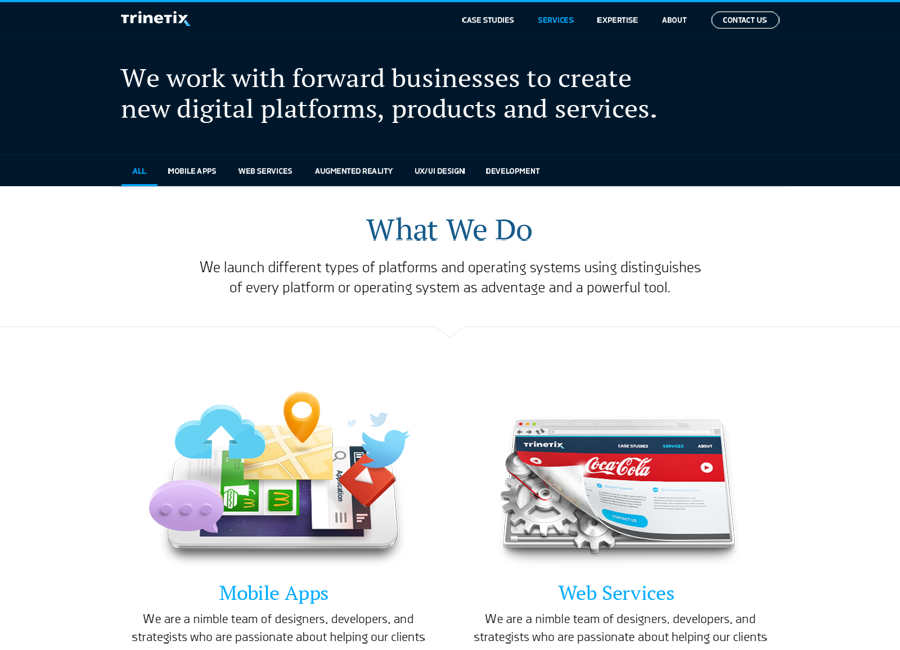 Trinetix
CASE STUDIES SERVICES EXPERTISE ABOUT CONTACT US
We work with forward businesses to create
new digital platforms, products and services.
ALL MOBILE APPS WEB SERVICES AUGMENTED REALITY UX/UI DESIGN DEVELOPMENT
What We Do
We launch different types of platforms and operating systems using distinguishes
of every platform or operating system as adventage and a powerful tool.
Application
Trinetix CASE STUDIES SERVICES ABOUT
Coca-Cola
CONTACT US
Mobile Apps
We are a nimble team of designers, developers, and
strategists who are passionate about helping our clients
Web Services
We are a nimble team of designers, developers, and
strategists who are passionate about helping our clients